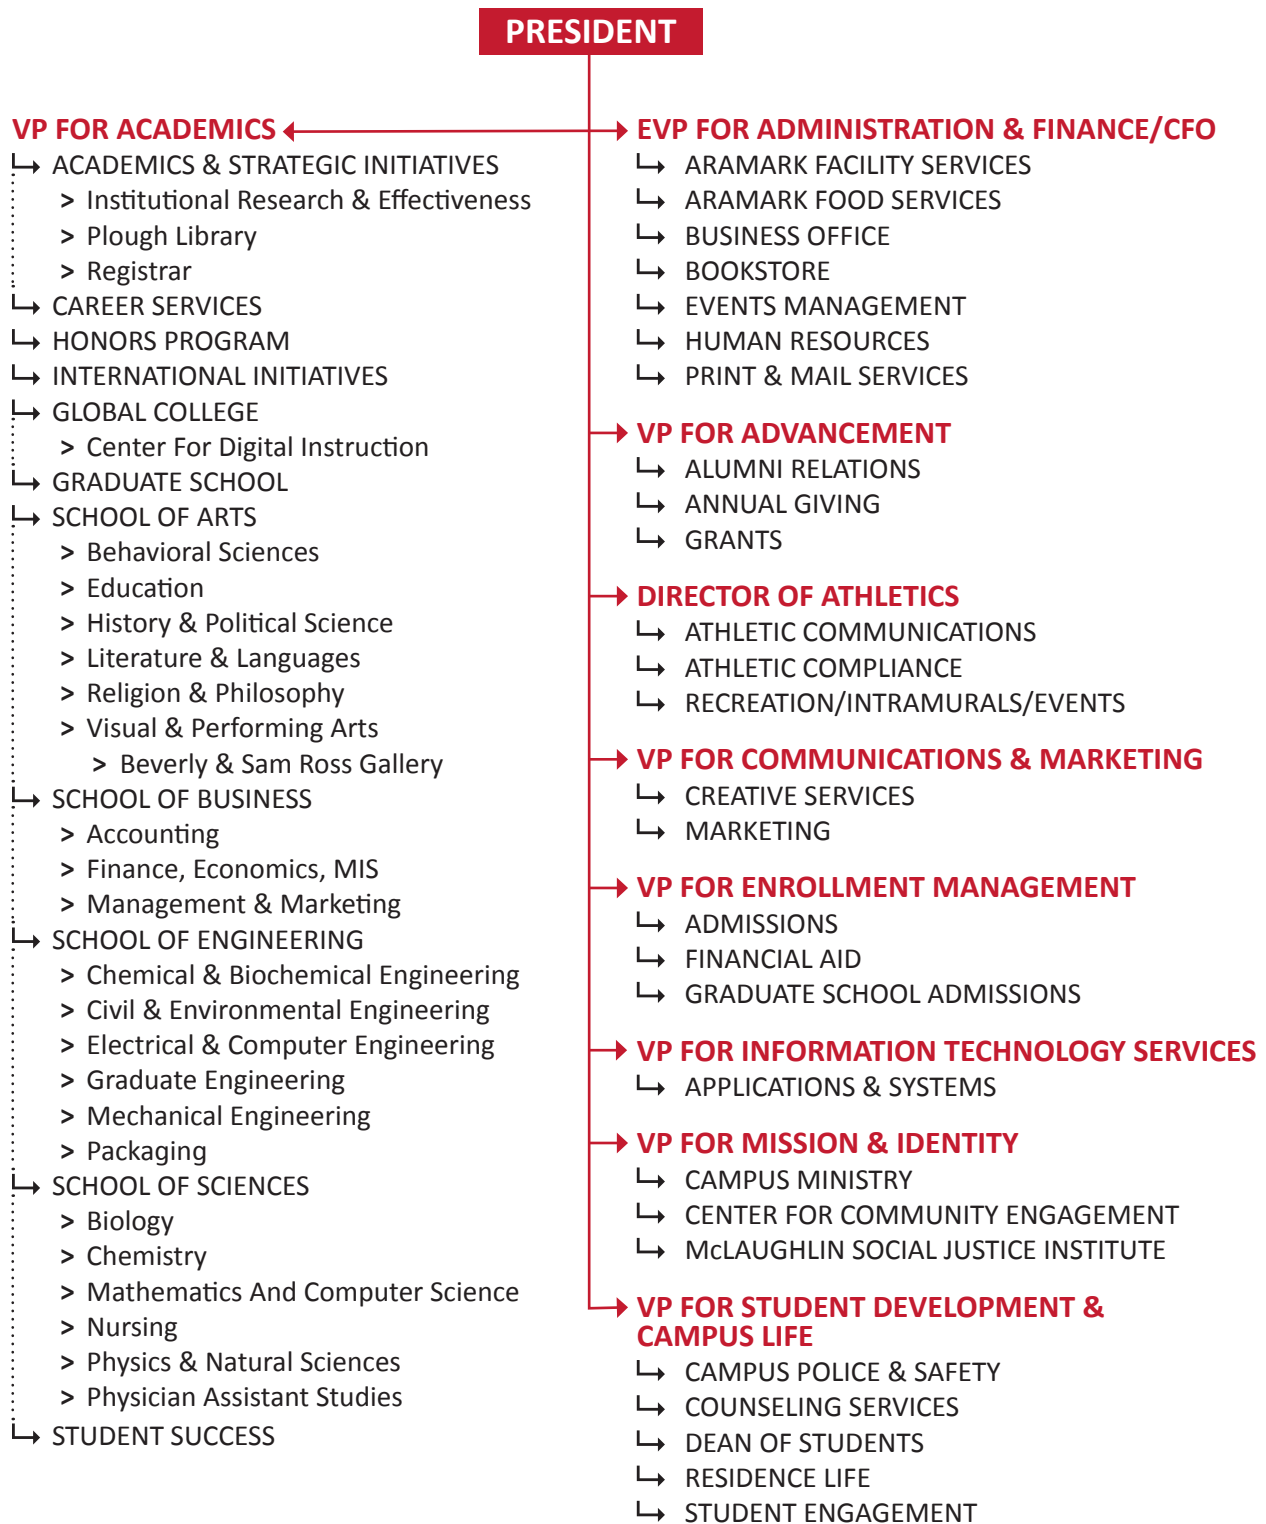 PRESIDENT
VP FOR ACADEMICS
ACADEMICS & STRATEGIC INITIATIVES
> Institutional Research & Effectiveness
> Plough Library
> Registrar
CAREER SERVICES
HONORS PROGRAM
INTERNATIONAL INITIATIVES
GLOBAL COLLEGE
> Center For Digital Instruction
GRADUATE SCHOOL
SCHOOL OF ARTS
> Behavioral Sciences
> Education
> History & Political Science
> Literature & Languages
> Religion & Philosophy
> Visual & Performing Arts
> Beverly & Sam Ross Gallery
SCHOOL OF BUSINESS
> Accounting
> Finance, Economics, MIS
> Management & Marketing
SCHOOL OF ENGINEERING
> Chemical & Biochemical Engineering
> Civil & Environmental Engineering
> Electrical & Computer Engineering
> Graduate Engineering
> Mechanical Engineering
> Packaging
SCHOOL OF SCIENCES
> Biology
> Chemistry
> Mathematics And Computer Science
> Nursing
> Physics & Natural Sciences
> Physician Assistant Studies
STUDENT SUCCESS
EVP FOR ADMINISTRATION & FINANCE/CFO
ARAMARK FACILITY SERVICES
ARAMARK FOOD SERVICES
BUSINESS OFFICE
BOOKSTORE
EVENTS MANAGEMENT
HUMAN RESOURCES
PRINT & MAIL SERVICES
VP FOR ADVANCEMENT
ALUMNI RELATIONS
ANNUAL GIVING
GRANTS
DIRECTOR OF ATHLETICS
ATHLETIC COMMUNICATIONS
ATHLETIC COMPLIANCE
RECREATION/INTRAMURALS/EVENTS
VP FOR COMMUNICATIONS & MARKETING
CREATIVE SERVICES
MARKETING
VP FOR ENROLLMENT MANAGEMENT
ADMISSIONS
FINANCIAL AID
GRADUATE SCHOOL ADMISSIONS
VP FOR INFORMATION TECHNOLOGY SERVICES
APPLICATIONS & SYSTEMS
VP FOR MISSION & IDENTITY
CAMPUS MINISTRY
CENTER FOR COMMUNITY ENGAGEMENT
McLAUGHLIN SOCIAL JUSTICE INSTITUTE
VP FOR STUDENT DEVELOPMENT &
CAMPUS LIFE
CAMPUS POLICE & SAFETY
COUNSELING SERVICES
DEAN OF STUDENTS
RESIDENCE LIFE
STUDENT ENGAGEMENT